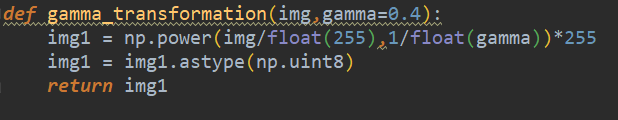 def gamma_transformation(img,gamma=0.4):
    img1 = np.power(img/float(255),1/float(gamma))*255
    img1 = img1.astype(np.uint8)
    return img1